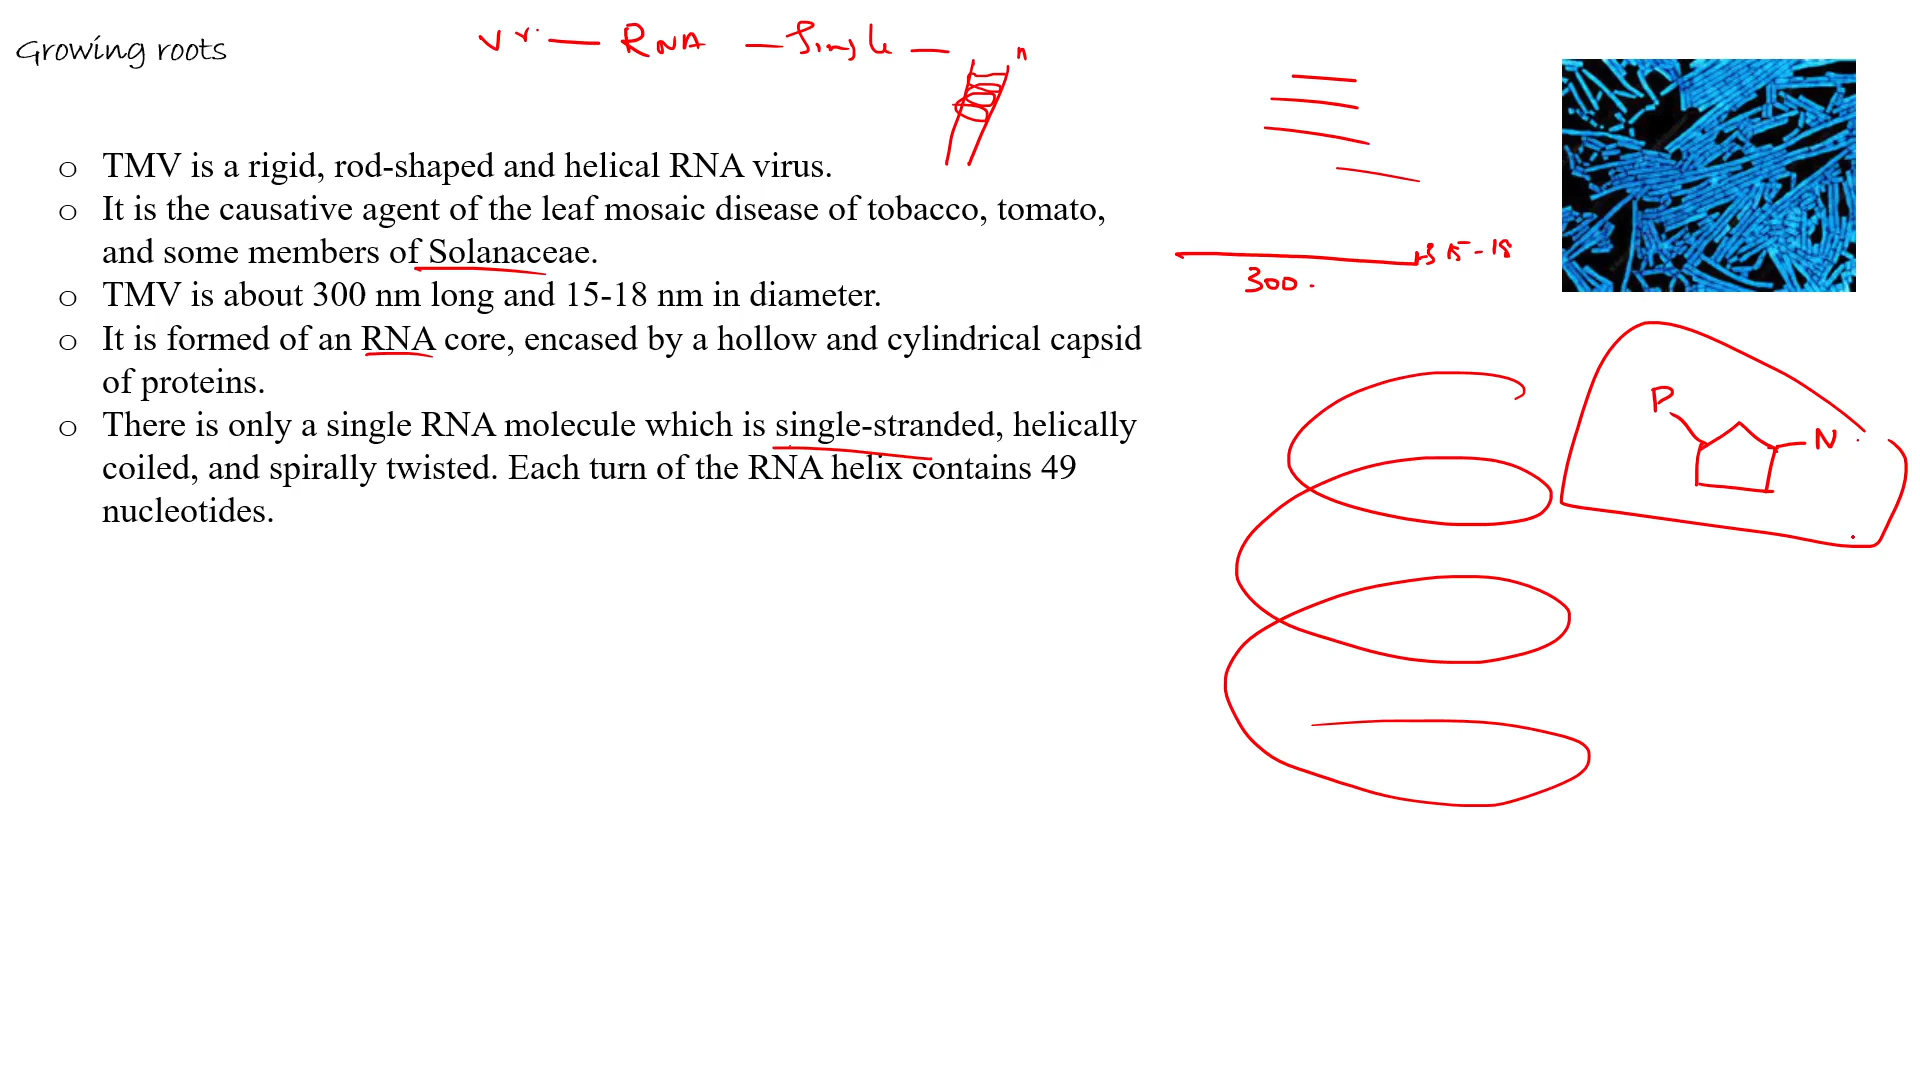 Growing roots
Vr. — RNA — Single —
n
o TMV is a rigid, rod-shaped and helical RNA virus.
o It is the causative agent of the leaf mosaic disease of tobacco, tomato,
and some members of Solanaceae.
15-18
300.
o TMV is about 300 nm long and 15-18 nm in diameter.
o It is formed of an RNA core, encased by a hollow and cylindrical capsid
of proteins.
P
N
o There is only a single RNA molecule which is single-stranded, helically
coiled, and spirally twisted. Each turn of the RNA helix contains 49
nucleotides.